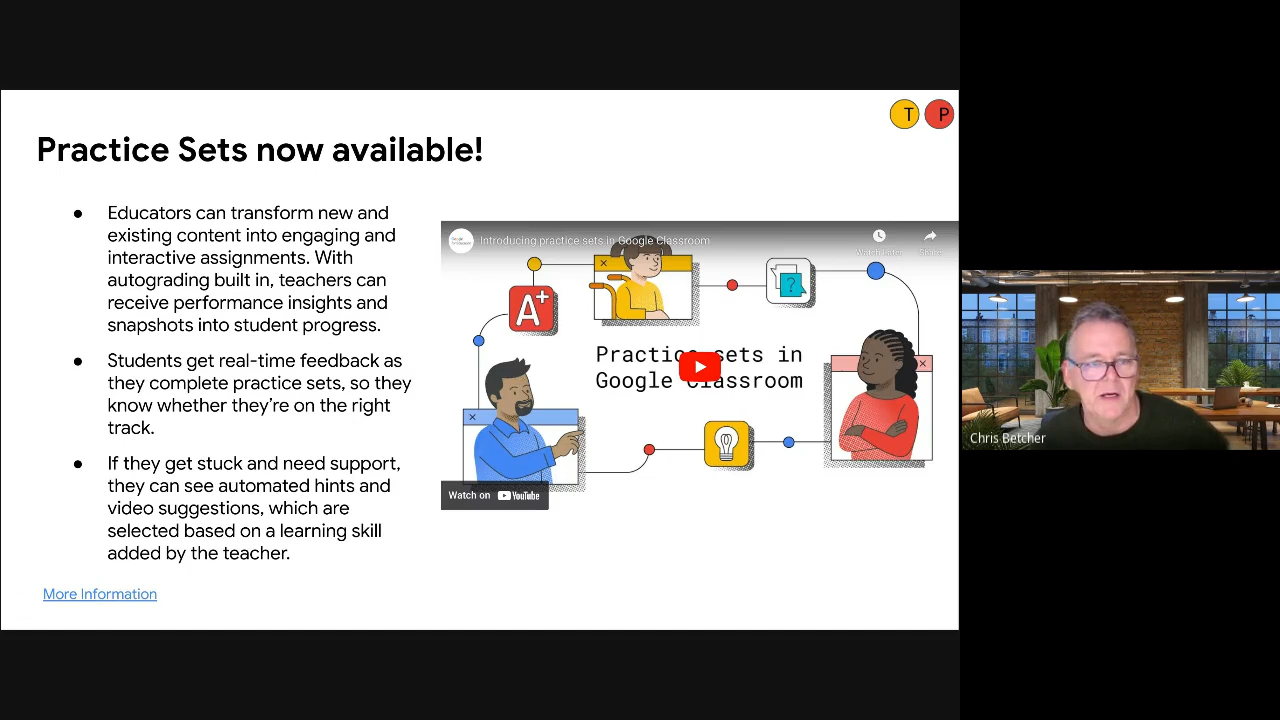 T P
Practice Sets now available!
● Educators can transform new and
existing content into engaging and
interactive assignments. With
autograding built in, teachers can
receive performance insights and
snapshots into student progress.
● Students get real-time feedback as
they complete practice sets, so they
know whether they’re on the right
track.
● If they get stuck and need support,
they can see automated hints and
video suggestions, which are
selected based on a learning skill
added by the teacher.
More Information
Introducing practice sets in Google Classroom
Watch later Share
A+
?
Practice sets in
Google Classroom
Watch on YouTube
Chris Betcher